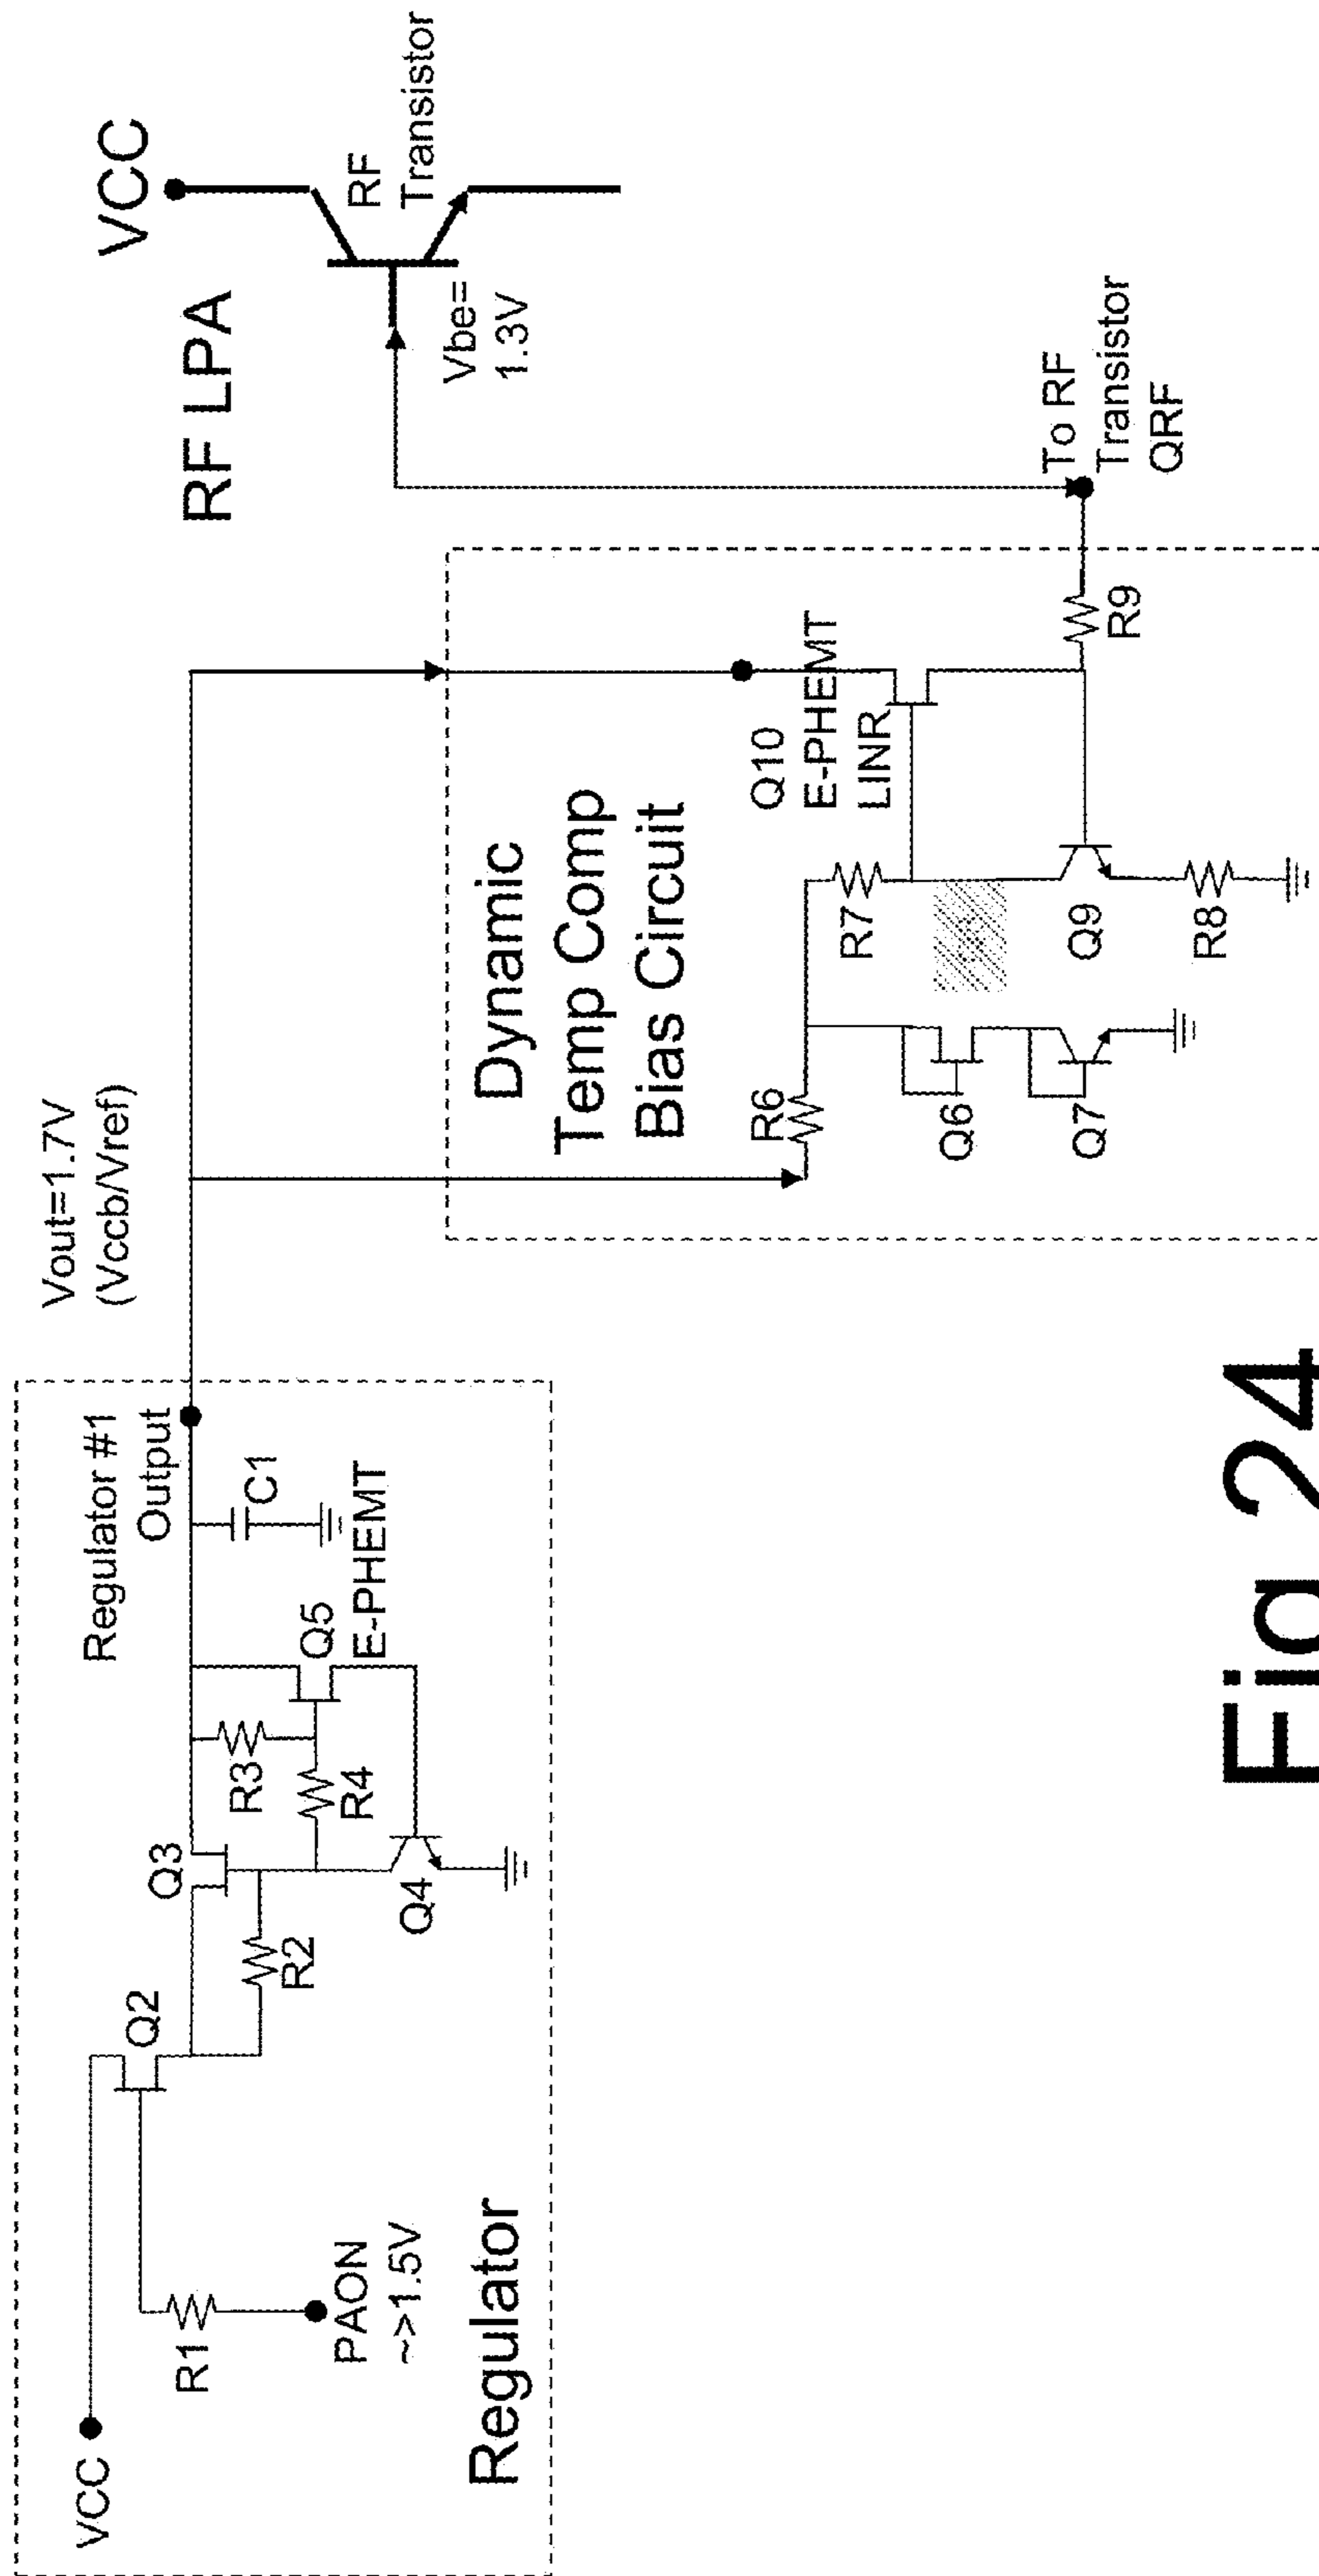 VCC
R1
PAON
~>1.5V
Regulator
Q2
R2
Q3
Q4
R3
R4
Q5
E-PHEMT
C1
Regulator #1
Output
Vout=1.7V
(Vccb/Vref)
Dynamic
Temp Comp
Bias Circuit
R6
Q6
Q7
R7
Q9
R8
Q10
E-PHEMT
LINR
R9
To RF
Transistor
QRF
RF LPA
VCC
RF
Transistor
Vbe=
1.3V
Fig 24